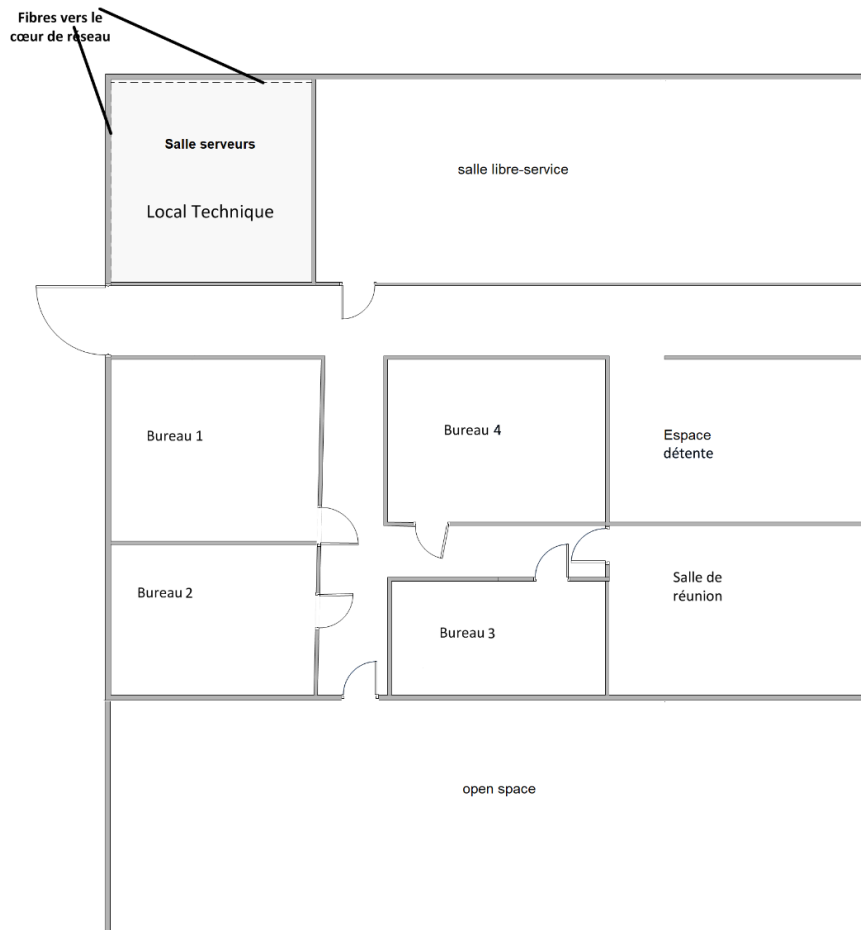 Fibres vers le
cœur de réseau
Salle serveurs
salle libre-service
Local Technique
Bureau 1
Bureau 4
Espace
détente
Bureau 2
Salle de
réunion
Bureau 3
open space